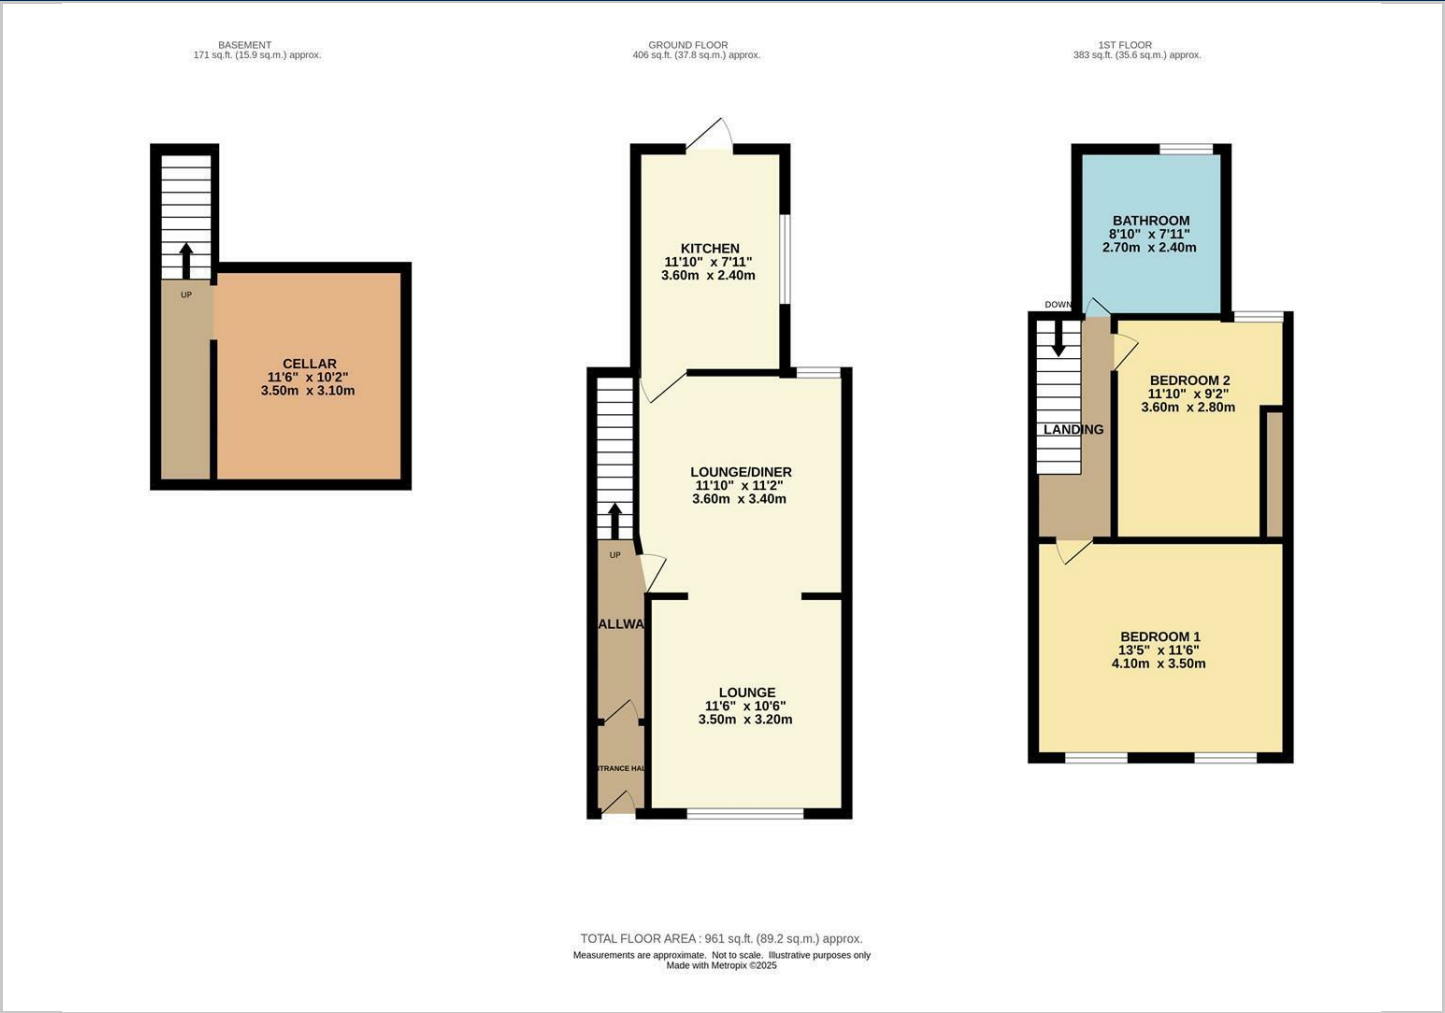 BASEMENT
171 sq.ft. (15.9 sq.m.) approx.
GROUND FLOOR
406 sq.ft. (37.8 sq.m.) approx.
1ST FLOOR
383 sq.ft. (35.6 sq.m.) approx.
UP
CELLAR
11'6" x 10'2"
3.50m x 3.10m
KITCHEN
11'10" x 7'11"
3.60m x 2.40m
LOUNGE/DINER
11'10" x 11'2"
3.60m x 3.40m
UP
ALLWA
LOUNGE
11'6" x 10'6"
3.50m x 3.20m
NTRANCE HAL
BATHROOM
8'10" x 7'11"
2.70m x 2.40m
DOWN
BEDROOM 2
11'10" x 9'2"
3.60m x 2.80m
LANDING
BEDROOM 1
13'5" x 11'6"
4.10m x 3.50m
TOTAL FLOOR AREA : 961 sq.ft. (89.2 sq.m.) approx.
Measurements are approximate. Not to scale. Illustrative purposes only
Made with Metropix ©2025